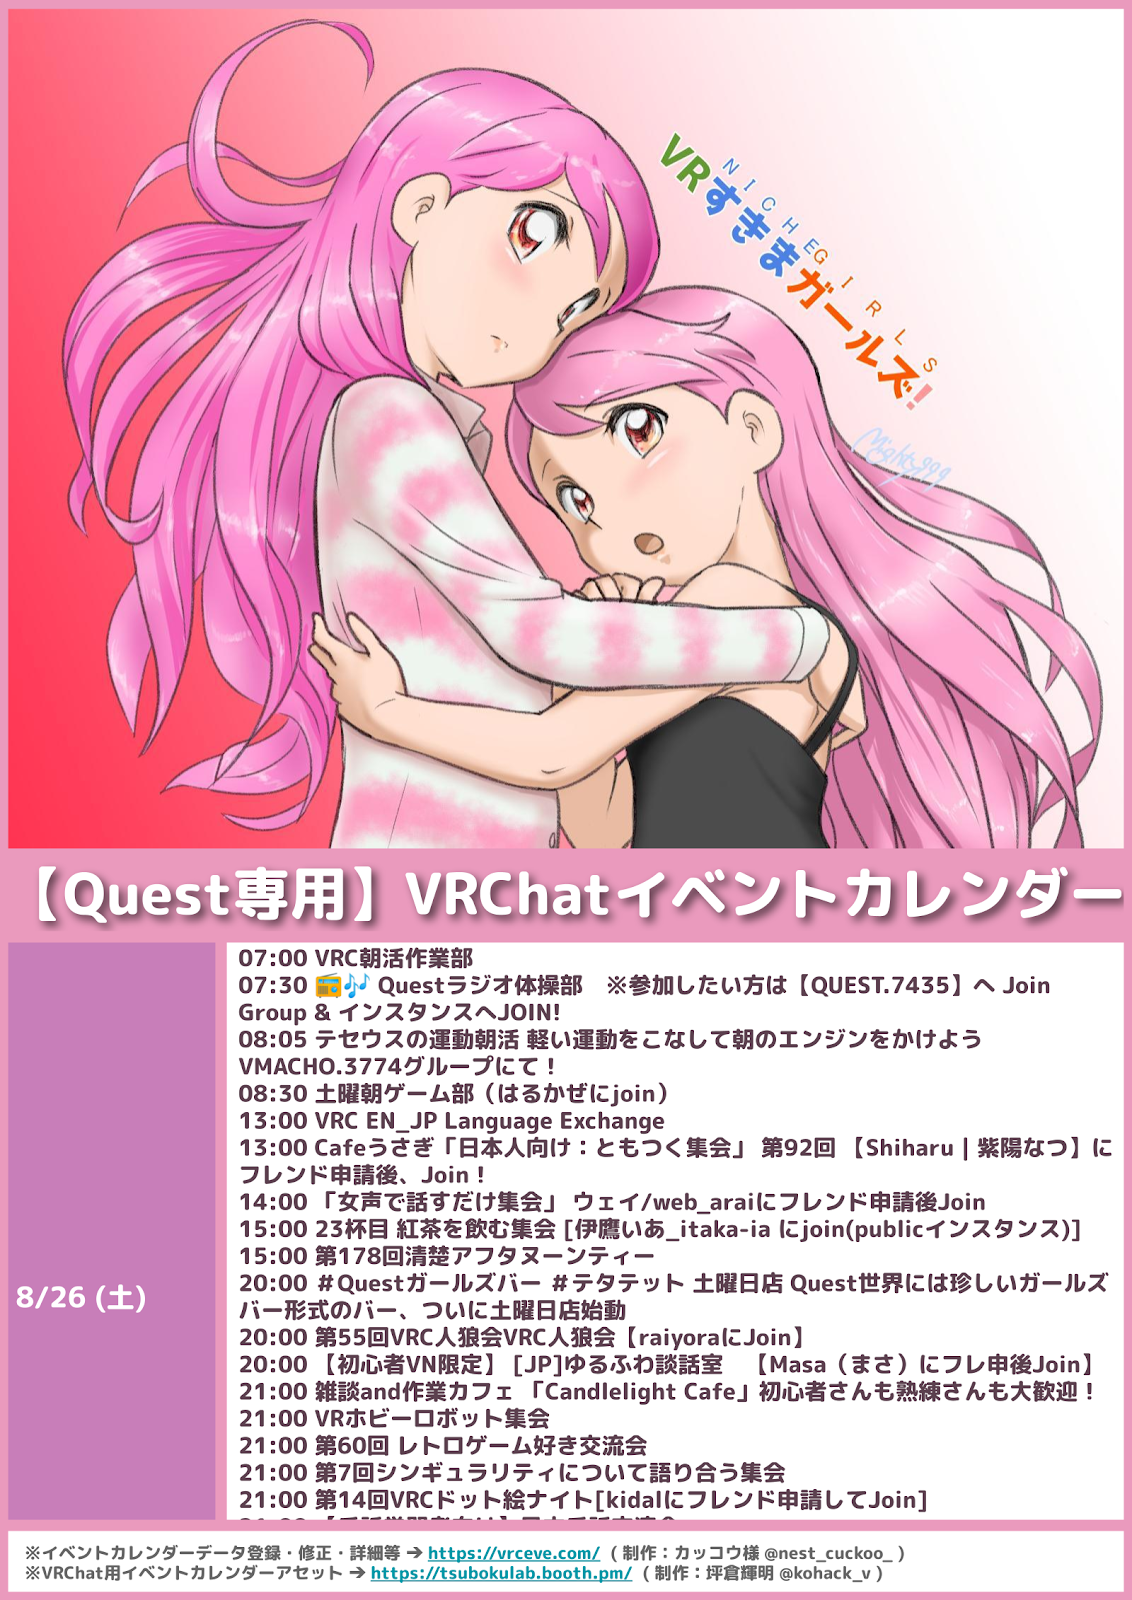 NICHE GIRLS
VRすきまガールズ!
Mighty999
【Quest専用】VRChatイベントカレンダー
8/26 (土)
07:00 VRC朝活作業部
07:30 📻🎶 Questラジオ体操部　※参加したい方は【QUEST.7435】へ Join
Group & インスタンスへJOIN!
08:05 テセウスの運動朝活 軽い運動をこなして朝のエンジンをかけよう
VMACHO.3774グループにて！
08:30 土曜朝ゲーム部（はるかぜにjoin）
13:00 VRC EN_JP Language Exchange
13:00 Cafeうさぎ「日本人向け：ともつく集会」 第92回 【Shiharu | 紫陽なつ】に
フレンド申請後、Join！
14:00 「女声で話すだけ集会」 ウェイ/web_araiにフレンド申請後Join
15:00 23杯目 紅茶を飲む集会 [伊鷹いあ_itaka-ia にjoin(publicインスタンス)]
15:00 第178回清楚アフタヌーンティー
20:00 ＃Questガールズバー ＃テタテット 土曜日店 Quest世界には珍しいガールズ
バー形式のバー、ついに土曜日店始動
20:00 第55回VRC人狼会VRC人狼会【raiyoraにJoin】
20:00 【初心者VN限定】 [JP]ゆるふわ談話室　【Masa（まさ）にフレ申後Join】
21:00 雑談and作業カフェ 「Candlelight Cafe」初心者さんも熟練さんも大歓迎！
21:00 VRホビーロボット集会
21:00 第60回 レトロゲーム好き交流会
21:00 第7回シンギュラリティについて語り合う集会
21:00 第14回VRCドット絵ナイト[kidalにフレンド申請してJoin]
※イベントカレンダーデータ登録・修正・詳細等 ➔ https://vrceve.com/ ( 制作：カッコウ様 @nest_cuckoo_ )
※VRChat用イベントカレンダーアセット ➔ https://tsubokulab.booth.pm/ ( 制作：坪倉輝明 @kohack_v )